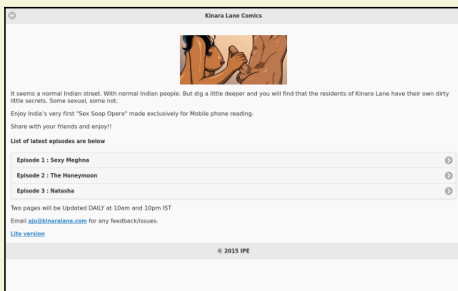 Kinara Lane Comics
It seems a normal Indian street. With normal Indian people. But dig a little deeper and you will find that the residents of Kinara Lane have their own dirty
little secrets. Some sexual, some not.
Enjoy India's very first "Sex Soap Opera" made exclusively for Mobile phone reading.
Share with your friends and enjoy!!
List of latest episodes are below
Episode 1 : Sexy Meghna
Episode 2 : The Honeymoon
Episode 3 : Natasha
Two pages will be Updated DAILY at 10am and 10pm IST
Email aju@kinaralane.com for any feedback/issues.
Lite version
© 2015 IPE